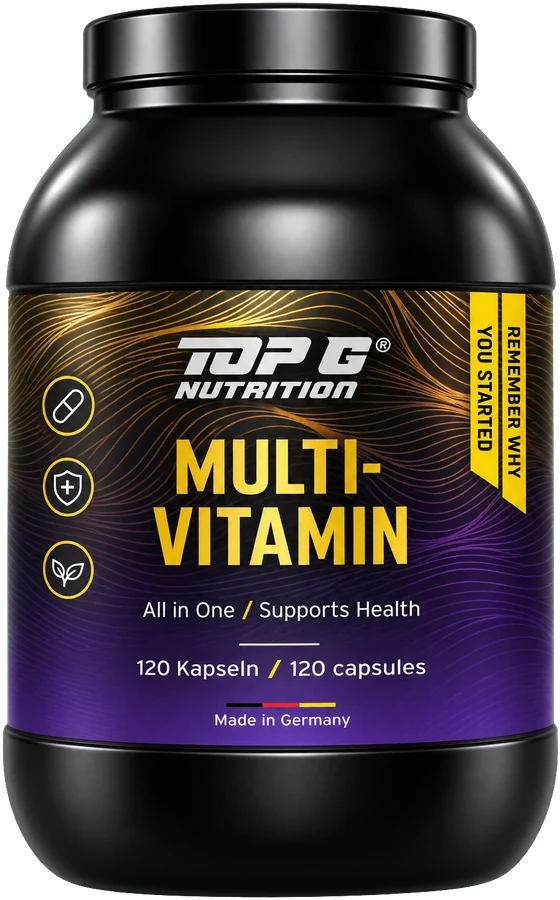 TOP G®
NUTRITION
REMEMBER WHY
YOU STARTED
MULTI-
VITAMIN
All in One / Supports Health
120 Kapseln / 120 capsules
Made in Germany